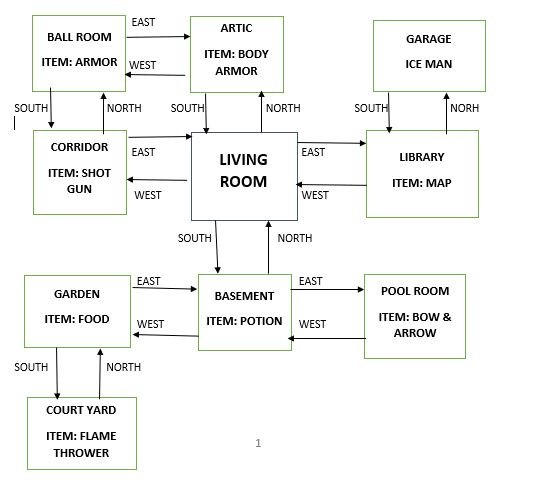 EAST
BALL ROOM
ITEM: ARMOR
ARTIC
ITEM: BODY
ARMOR
GARAGE
ICE MAN
WEST
SOUTH
NORTH
SOUTH
NORTH
SOUTH
NORH
CORRIDOR
ITEM: SHOT
GUN
EAST
LIVING
ROOM
EAST
LIBRARY
ITEM: MAP
WEST
WEST
SOUTH
NORTH
GARDEN
ITEM: FOOD
EAST
BASEMENT
ITEM: POTION
EAST
POOL ROOM
ITEM: BOW &
ARROW
WEST
WEST
SOUTH
NORTH
COURT YARD
ITEM: FLAME
THROWER
1